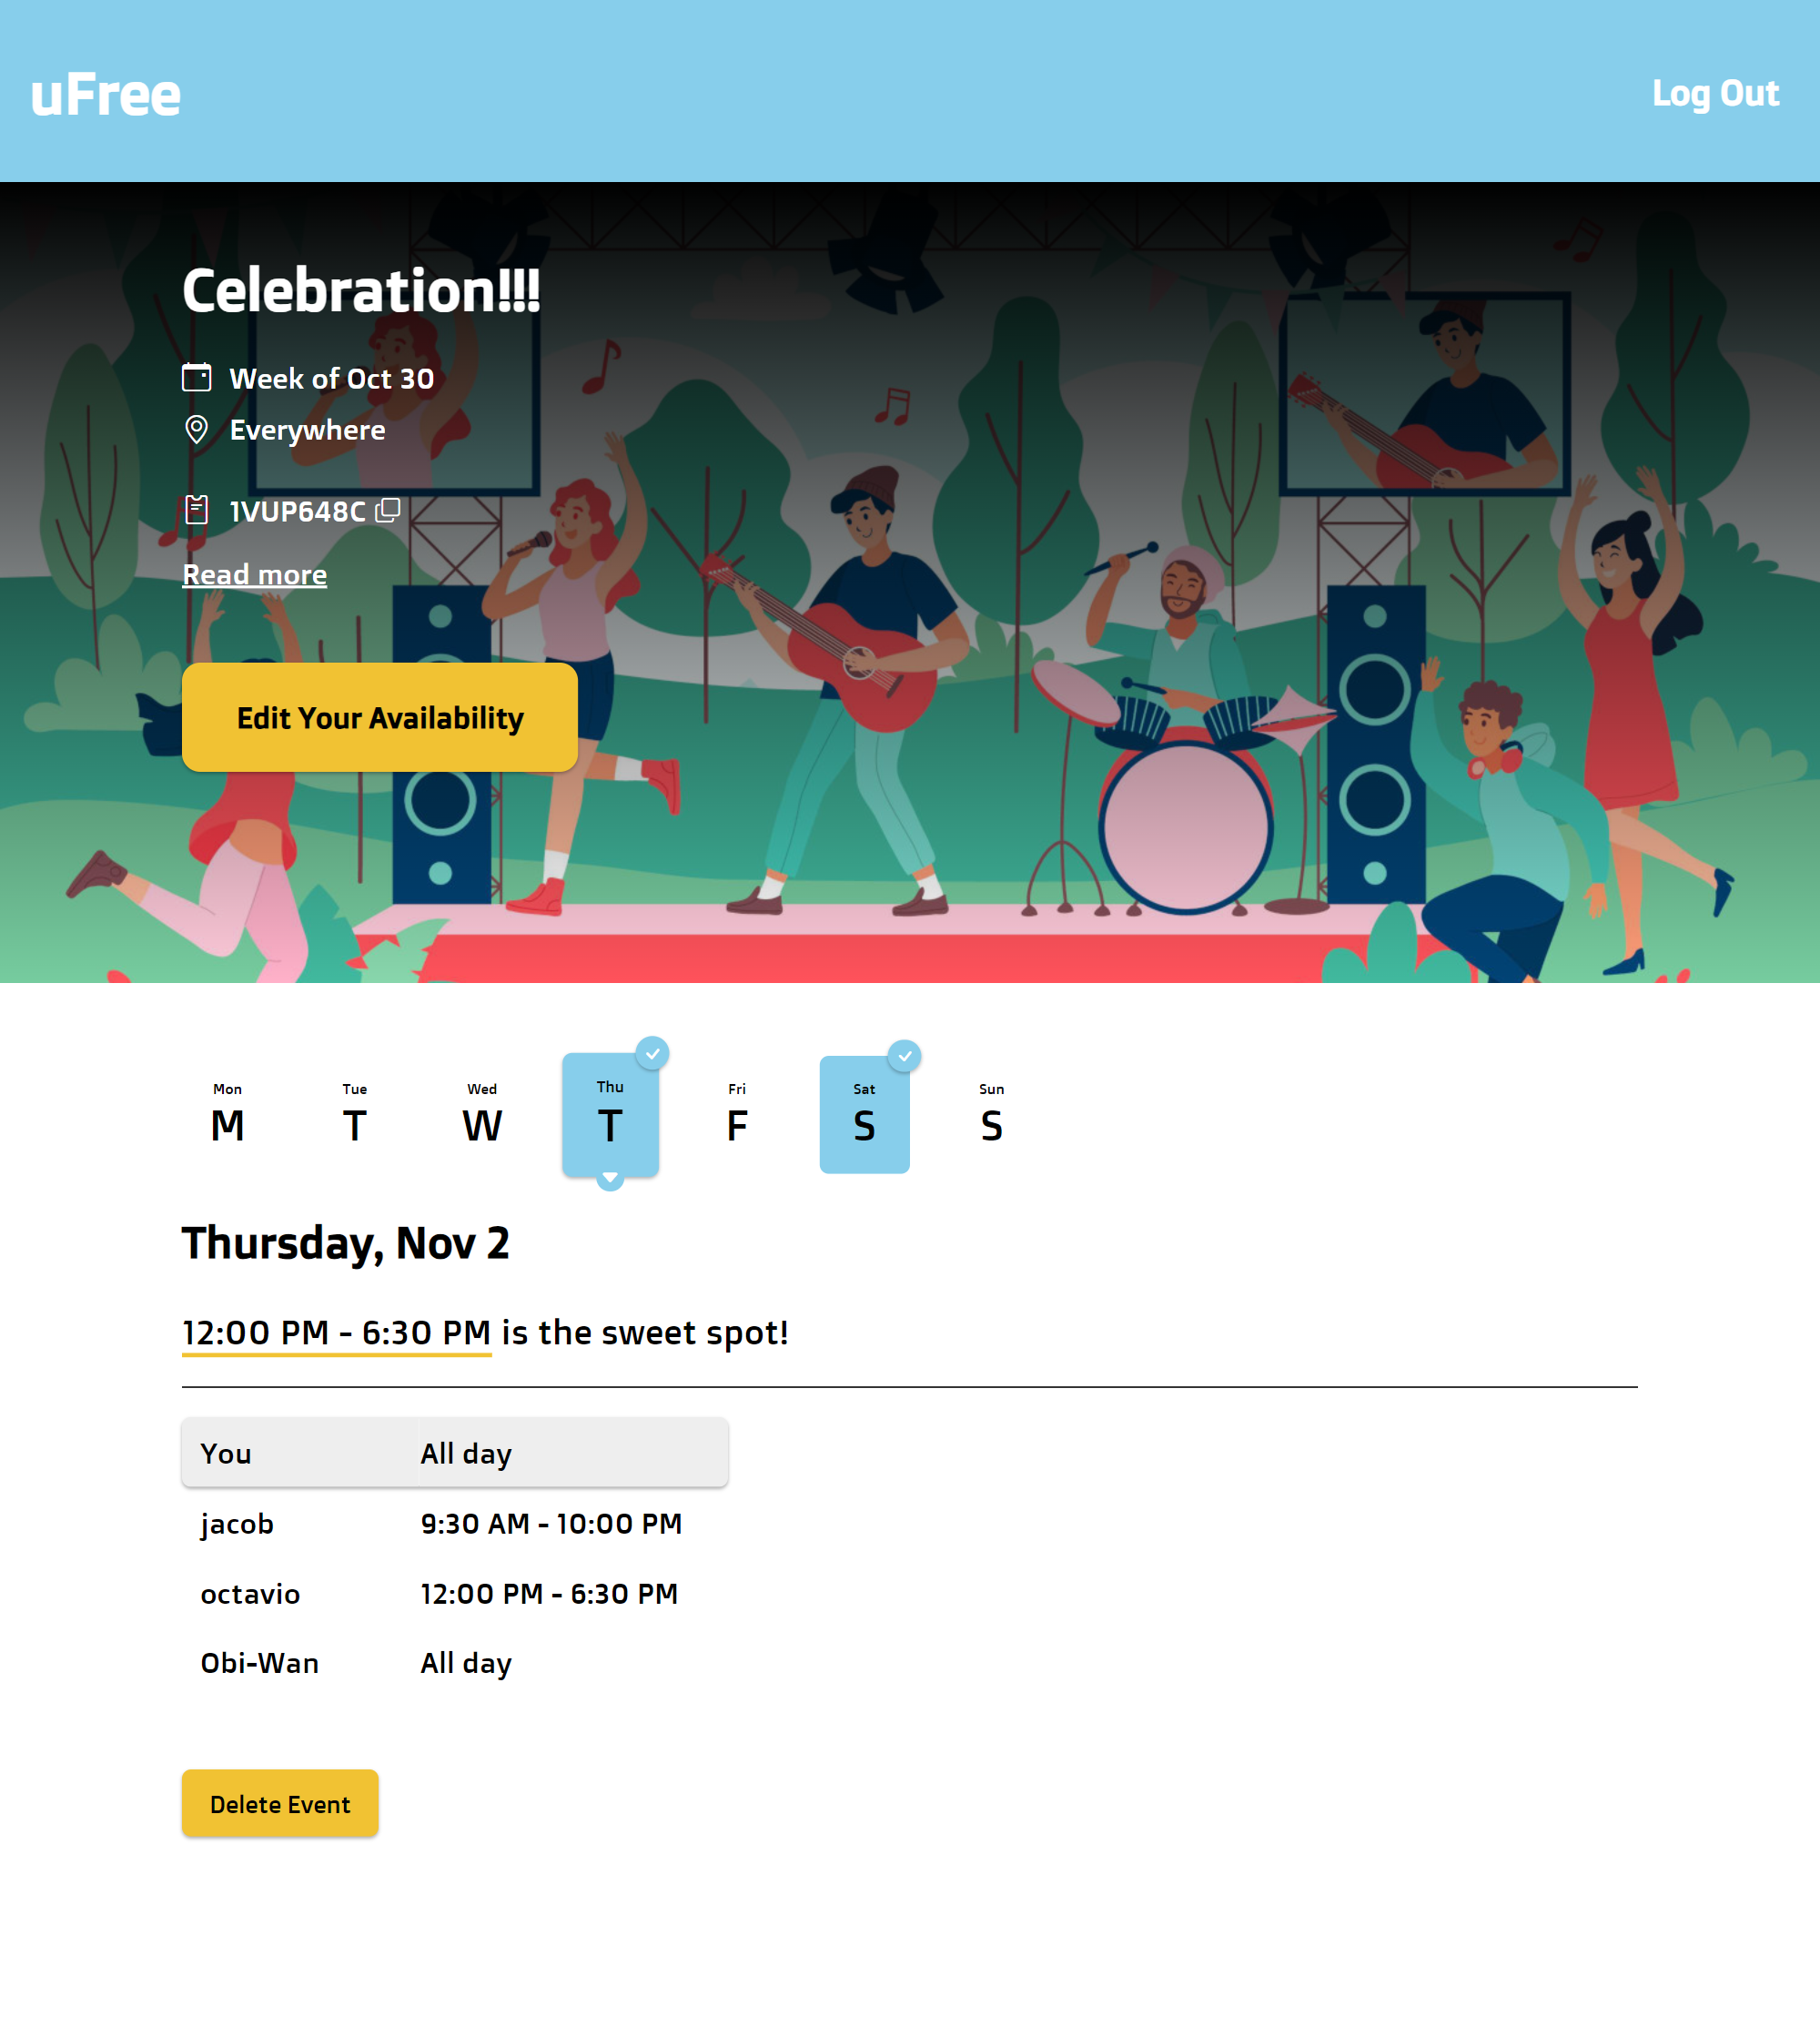 uFree
Log Out
Celebration!!!
Week of Oct 30
Everywhere
1VUP648C
Read more
Edit Your Availability
Mon Tue Wed Thu Fri Sat Sun
M T W T F S S
Thursday, Nov 2
12:00 PM - 6:30 PM is the sweet spot!
You All day
jacob 9:30 AM - 10:00 PM
octavio 12:00 PM - 6:30 PM
Obi-Wan All day
Delete Event